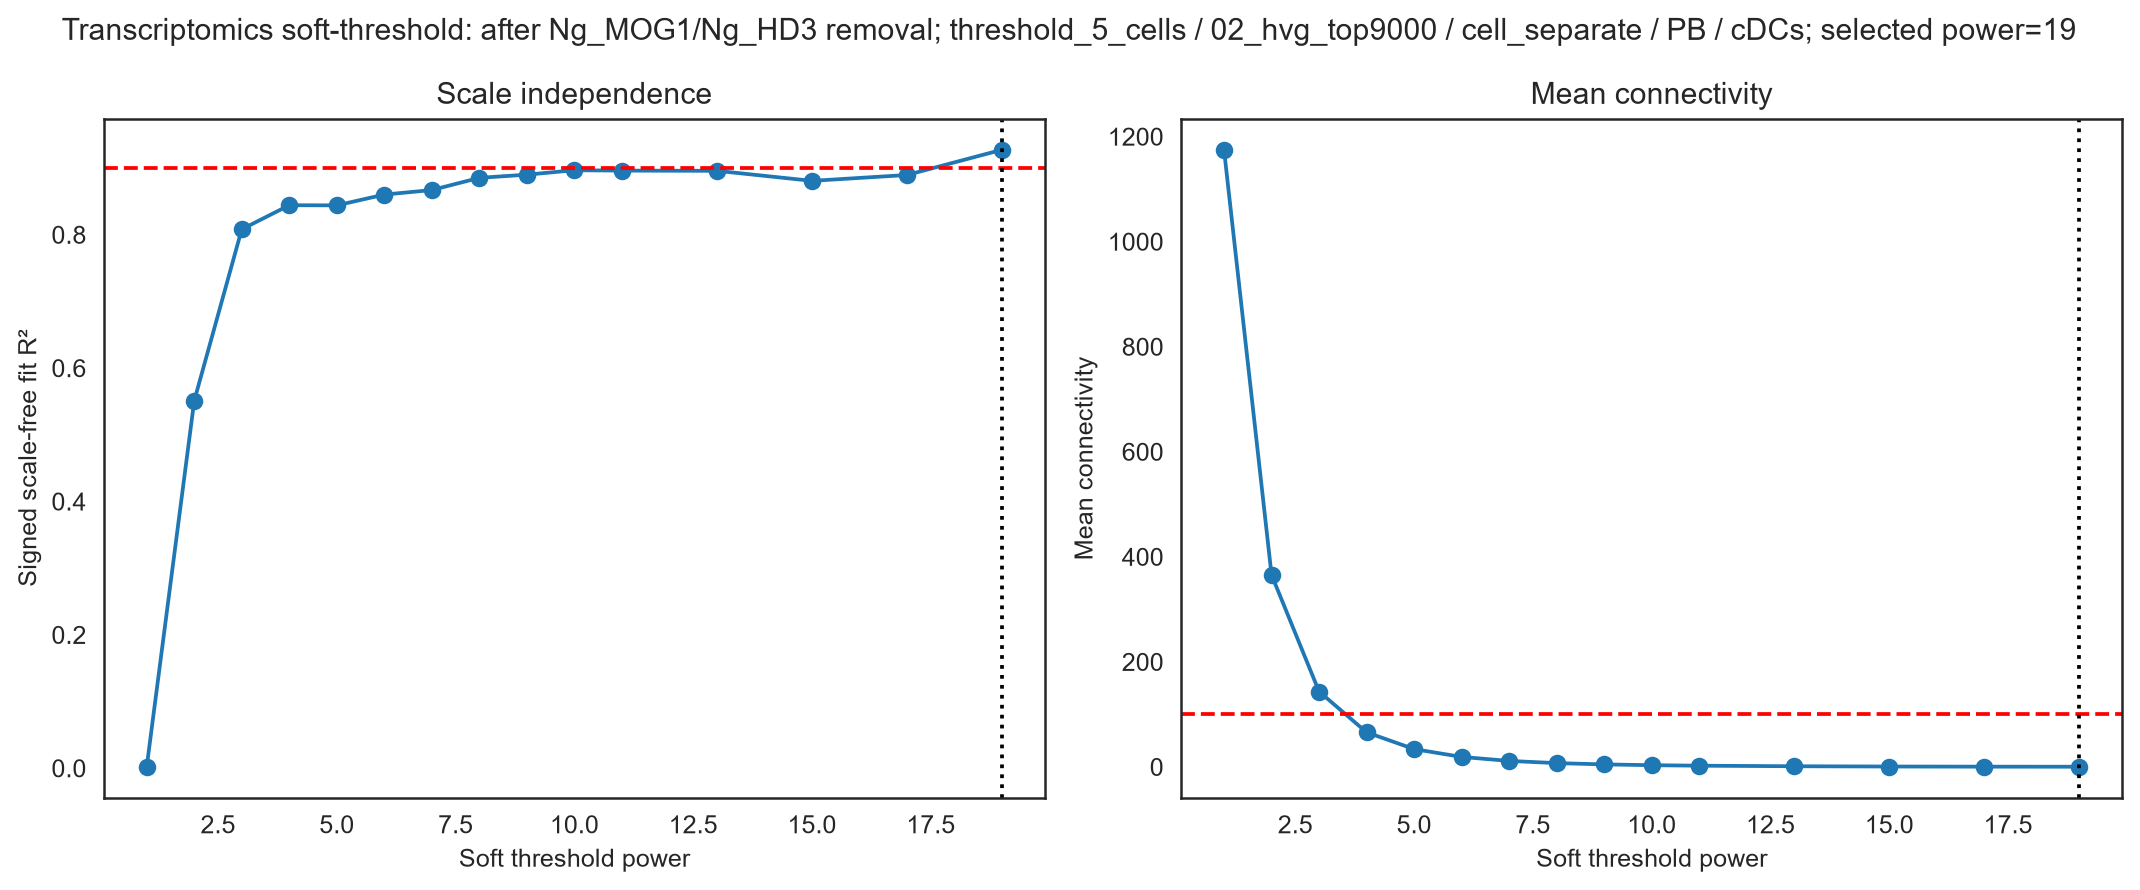 Transcriptomics soft-threshold: after Ng_MOG1/Ng_HD3 removal; threshold_5_cells / 02_hvg_top9000 / cell_separate / PB / cDCs; selected power=19
Scale independence
Signed scale-free fit R²
0.8
0.6
0.4
0.2
0.0
2.5 5.0 7.5 10.0 12.5 15.0 17.5
Soft threshold power
Mean connectivity
Mean connectivity
1200
1000
800
600
400
200
0
2.5 5.0 7.5 10.0 12.5 15.0 17.5
Soft threshold power